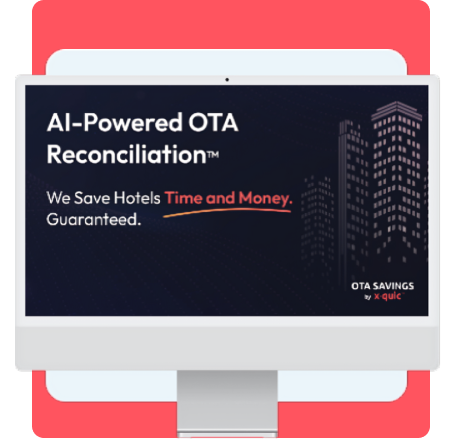 AI-Powered OTA
Reconciliation™
We Save Hotels Time and Money.
Guaranteed.
OTA SAVINGS
by x·quic